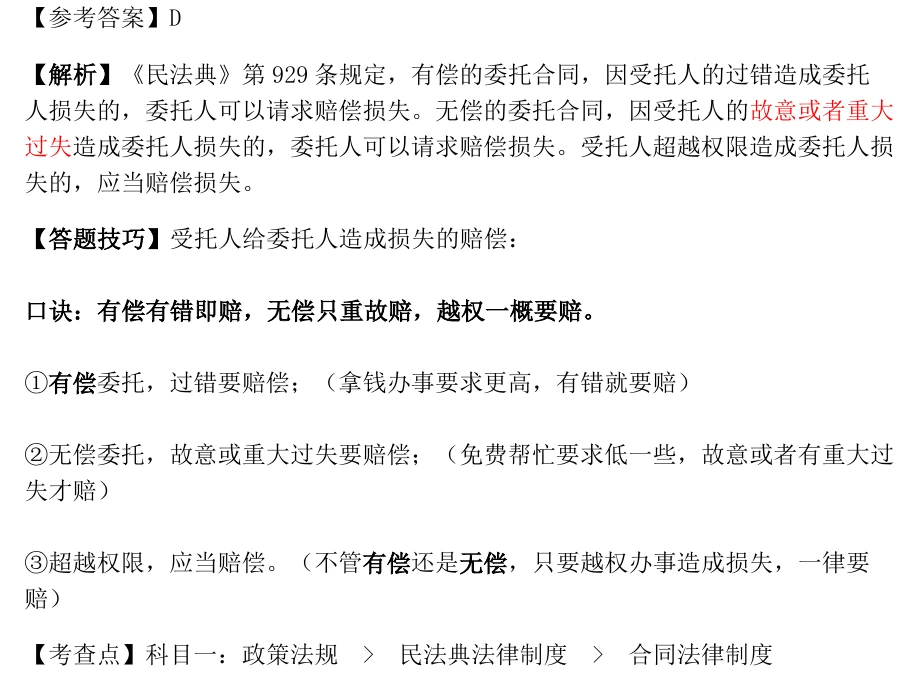 【参考答案】D
【解析】《民法典》第 929 条规定，有偿的委托合同，因受托人的过错造成委托
人损失的，委托人可以请求赔偿损失。无偿的委托合同，因受托人的故意或者重大
过失造成委托人损失的，委托人可以请求赔偿损失。受托人超越权限造成委托人损
失的，应当赔偿损失。
【答题技巧】受托人给委托人造成损失的赔偿：
口诀：有偿有错即赔，无偿只重故赔，越权一概要赔。
①有偿委托，过错要赔偿；（拿钱办事要求更高，有错就要赔）
②无偿委托，故意或重大过失要赔偿；（免费帮忙要求低一些，故意或者有重大过
失才赔）
③超越权限，应当赔偿。（不管有偿还是无偿，只要越权办事造成损失，一律要
赔）
【考查点】科目一：政策法规 > 民法典法律制度 > 合同法律制度